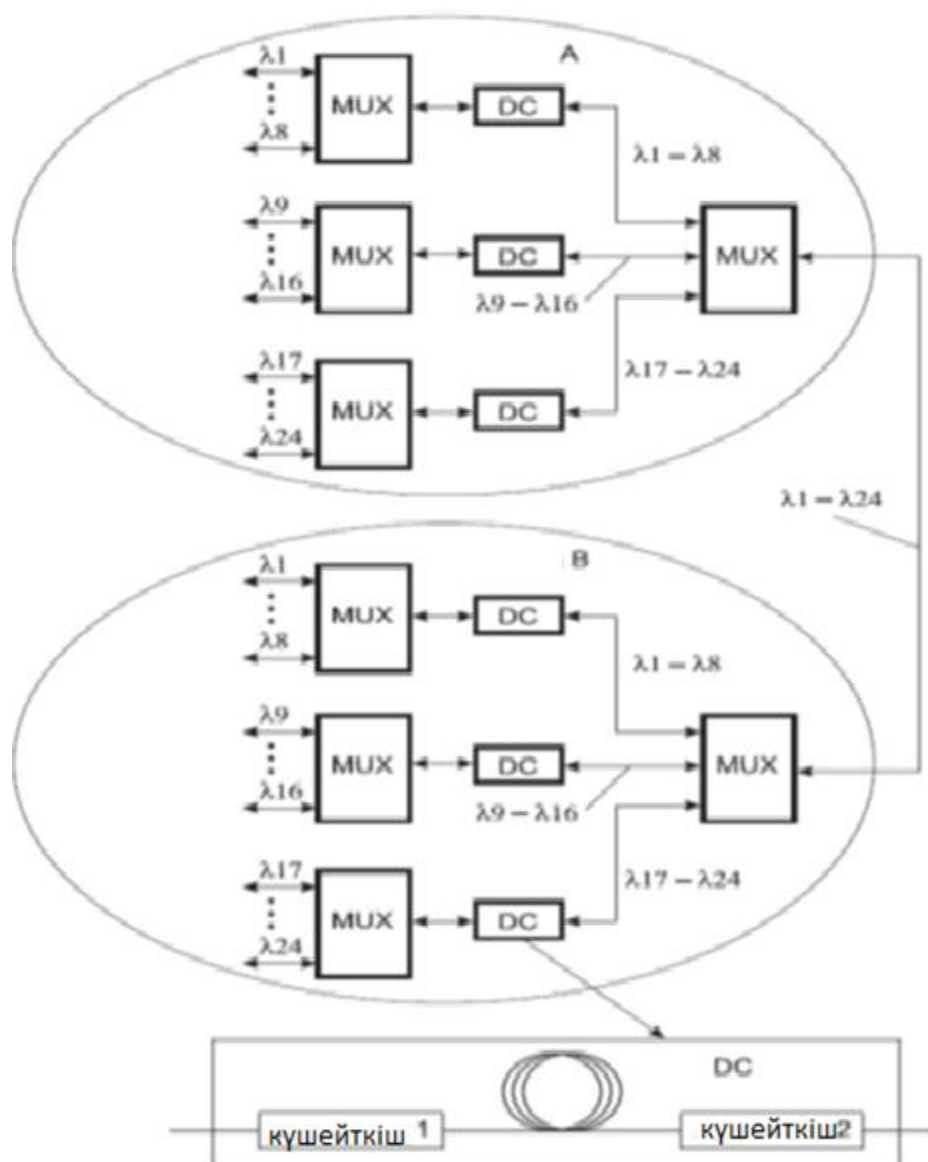 A
λ1
λ8
MUX
DC
λ1 – λ8
λ9
λ16
MUX
DC
λ9 – λ16
MUX
λ17
λ24
MUX
DC
λ17 – λ24
λ1 – λ24
B
λ1
λ8
MUX
DC
λ1 – λ8
λ9
λ16
MUX
DC
λ9 – λ16
MUX
λ17
λ24
MUX
DC
λ17 – λ24
DC
күшейткіш 1
күшейткіш2